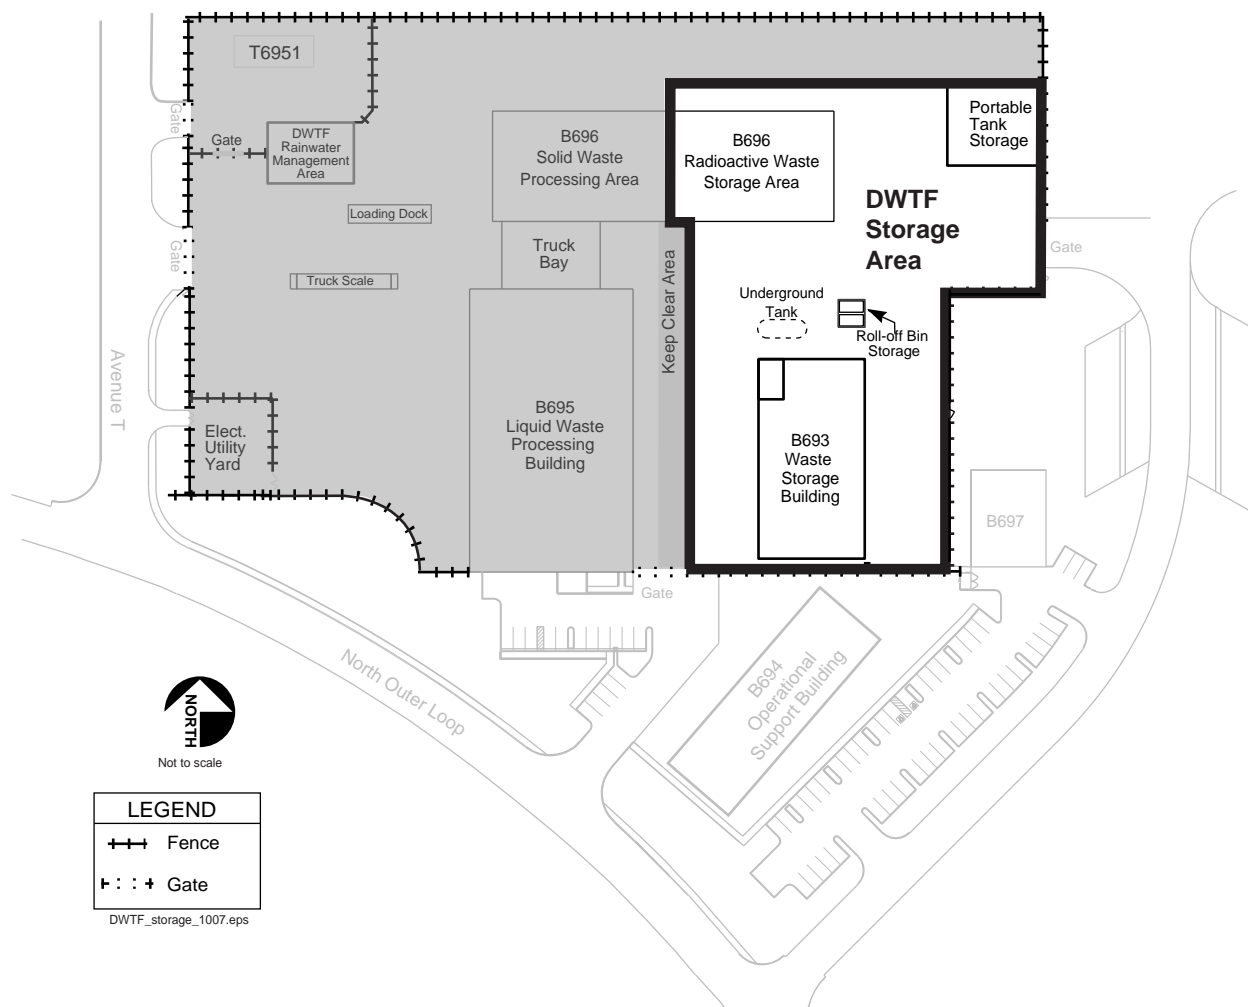 T6951
Gate
Gate
DWTF
Rainwater
Management
Area
B696
Solid Waste
Processing Area
B696
Radioactive Waste
Storage Area
Portable
Tank
Storage
Loading Dock
DWTF
Storage
Area
Truck
Bay
Gate
Gate
Truck Scale
Keep Clear Area
Underground
Tank
Roll-off Bin
Storage
Avenue T
Elect.
Utility
Yard
B695
Liquid Waste
Processing
Building
B693
Waste
Storage
Building
B697
Gate
North Outer Loop
B694
Operational
Support Building
NORTH
Not to scale
LEGEND
Fence
Gate
DWTF_storage_1007.eps